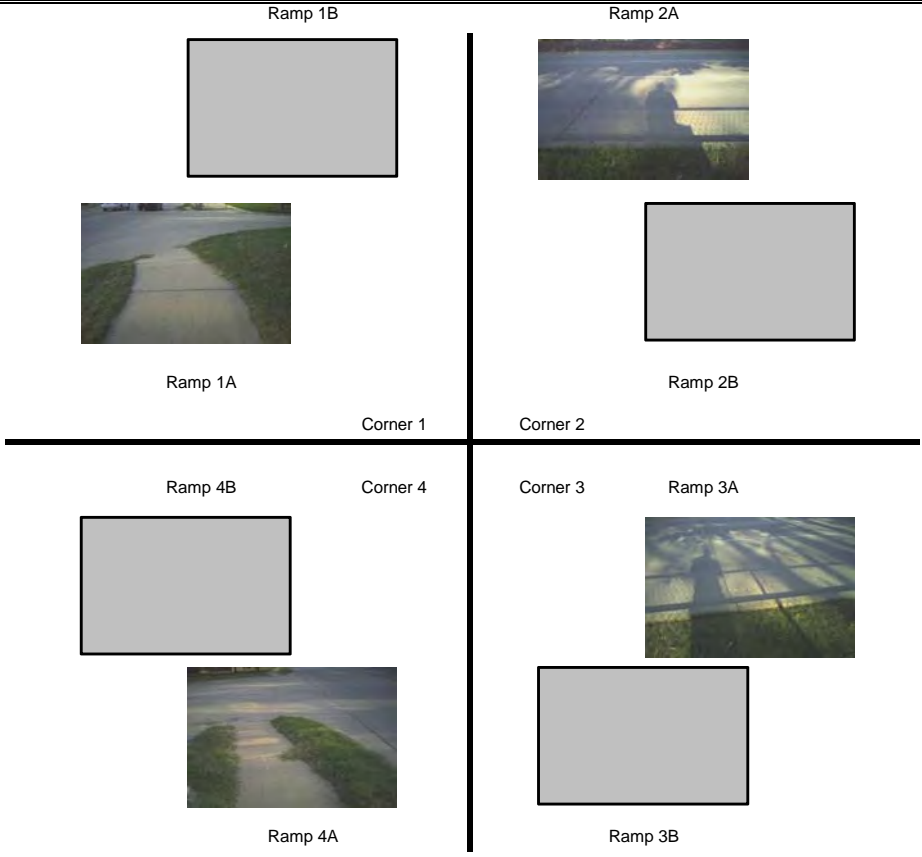 Ramp 1B Ramp 2A
Ramp 1A Ramp 2B
Corner 1 Corner 2
Ramp 4B Corner 4 Corner 3 Ramp 3A
Ramp 4A Ramp 3B